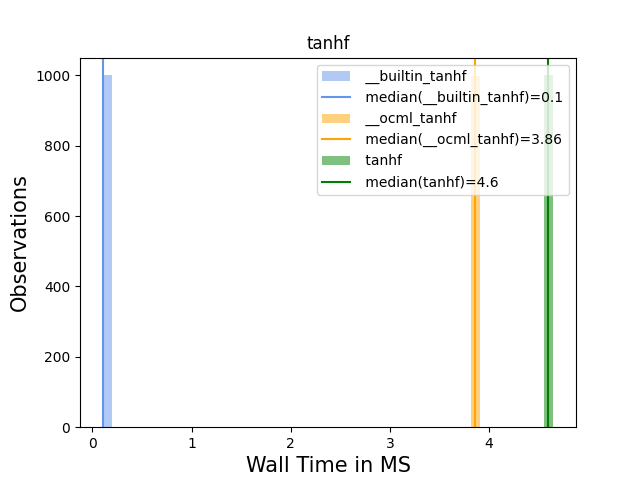 tanhf
__builtin_tanhf
median(__builtin_tanhf)=0.1
__ocml_tanhf
median(__ocml_tanhf)=3.86
tanhf
median(tanhf)=4.6
Observations
1000
800
600
400
200
0
0 1 2 3 4
Wall Time in MS